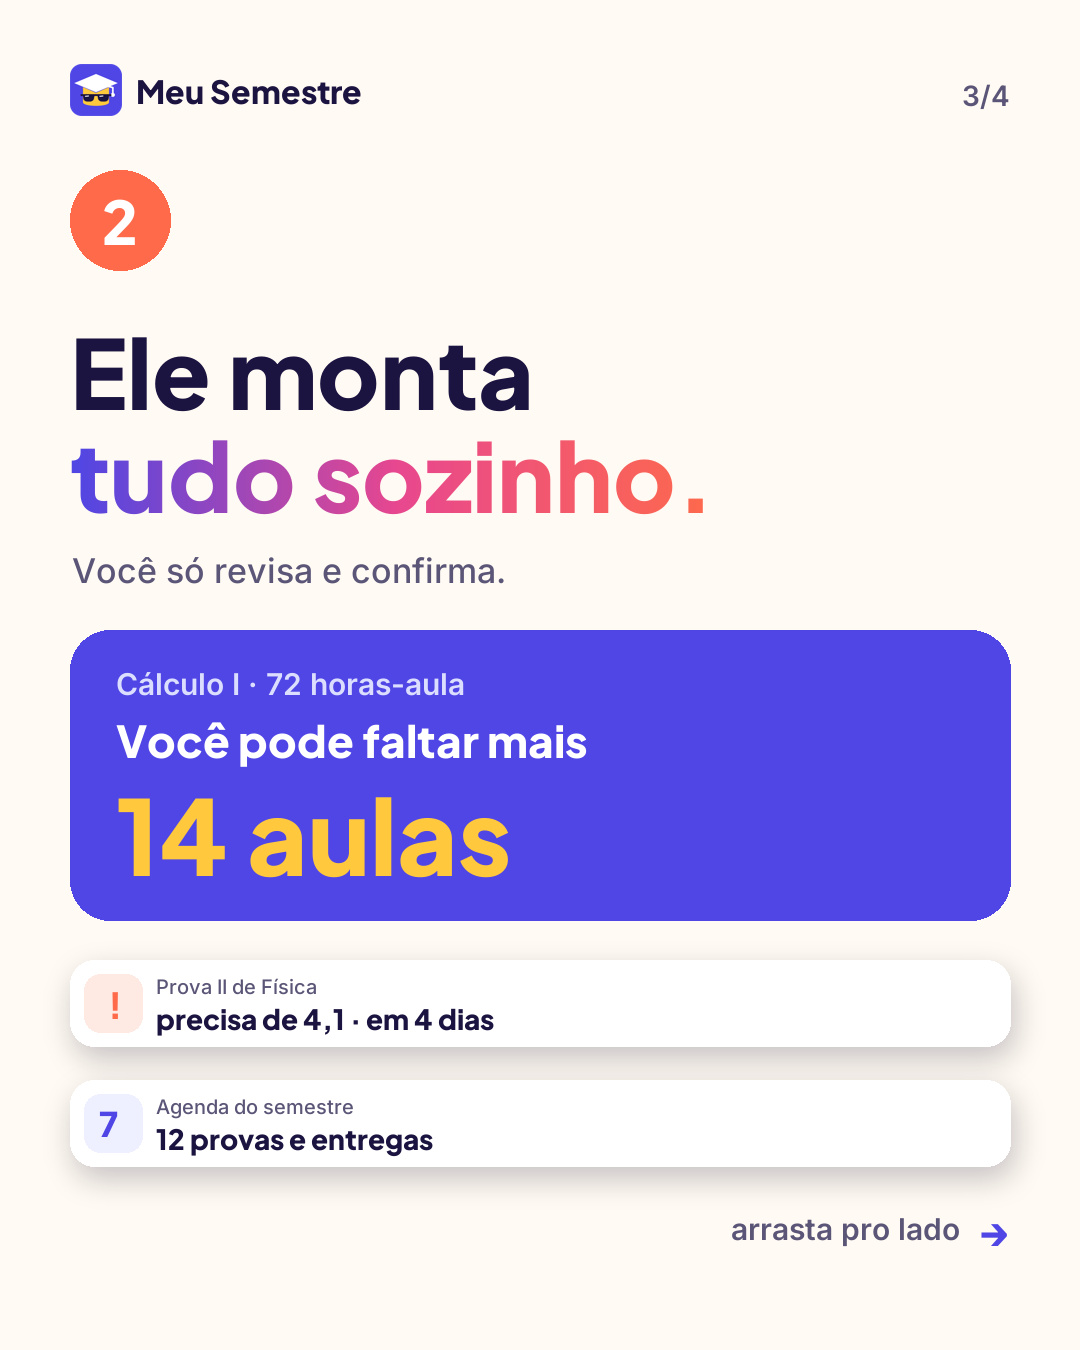 Meu Semestre
3/4
2
Ele monta
tudo sozinho.
Você só revisa e confirma.
Cálculo I · 72 horas-aula
Você pode faltar mais
14 aulas
!
Prova II de Física
precisa de 4,1 · em 4 dias
7
Agenda do semestre
12 provas e entregas
arrasta pro lado →